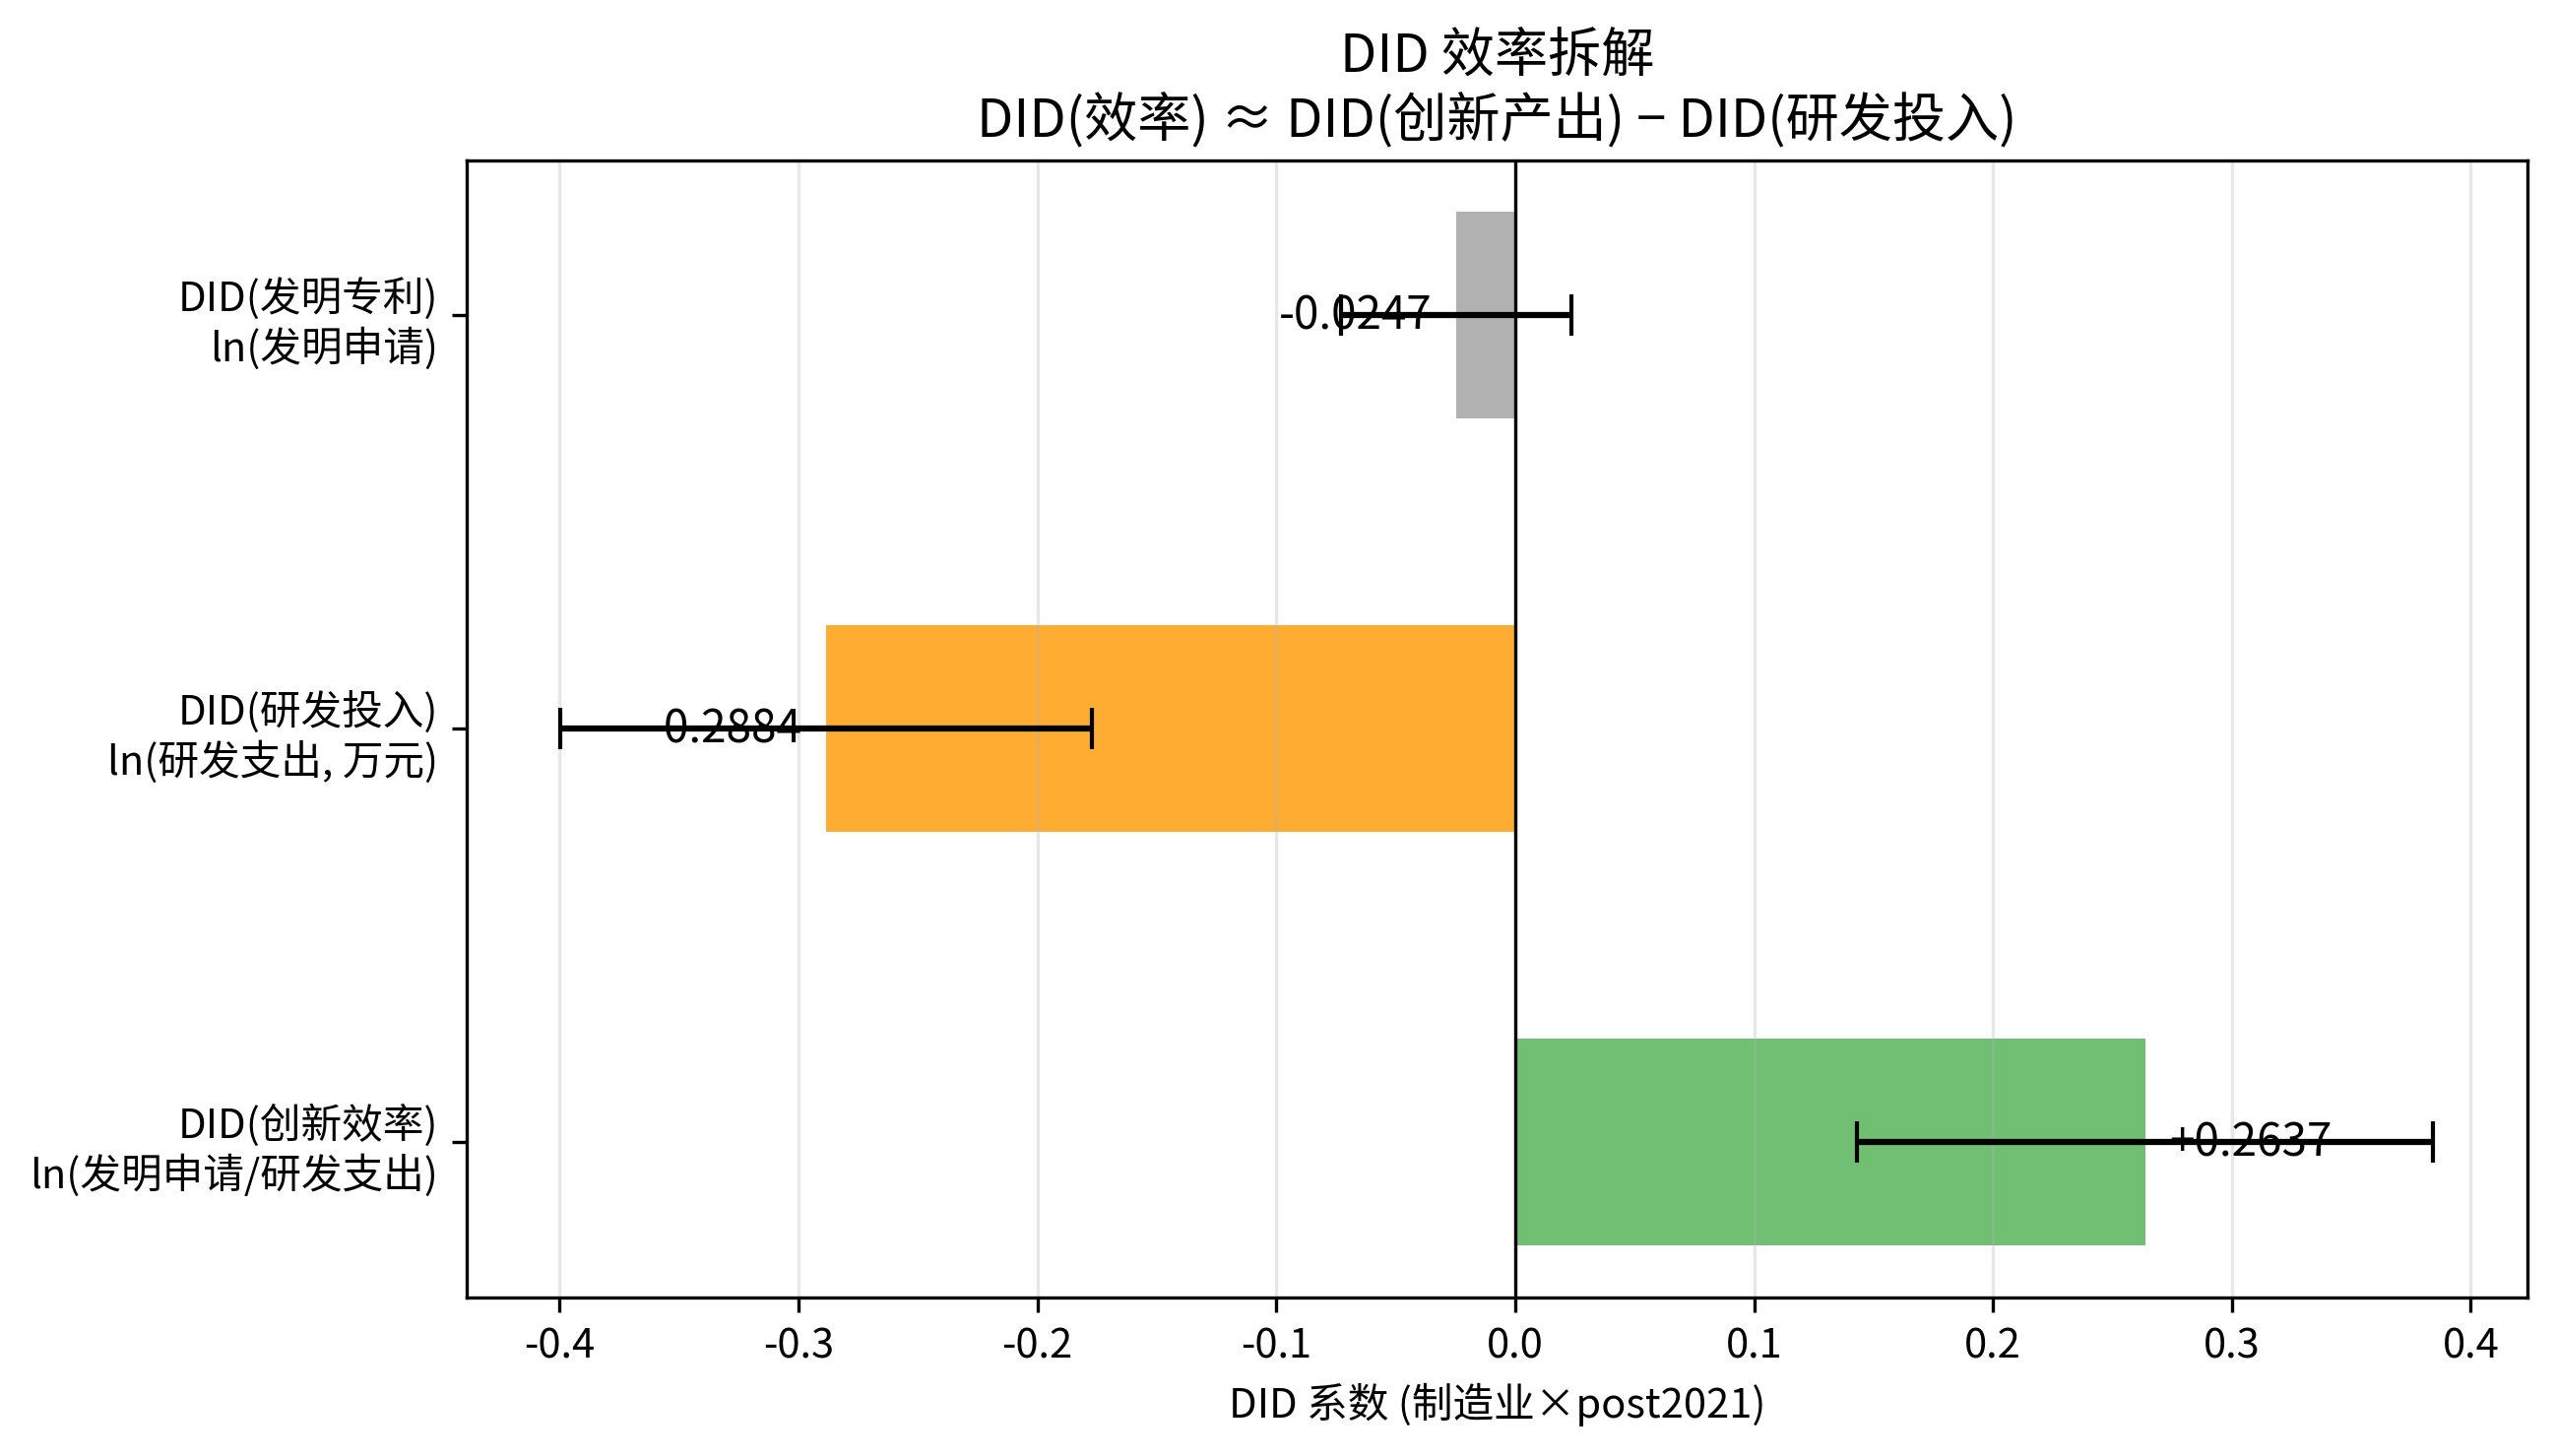 DID 效率拆解
DID(效率) ≈ DID(创新产出) − DID(研发投入)
DID(发明专利)
ln(发明申请)
-0.0247
DID(研发投入)
ln(研发支出, 万元)
-0.2884
DID(创新效率)
ln(发明申请/研发支出)
+0.2637
-0.4
-0.3
-0.2
-0.1
0.0
0.1
0.2
0.3
0.4
DID 系数 (制造业×post2021)